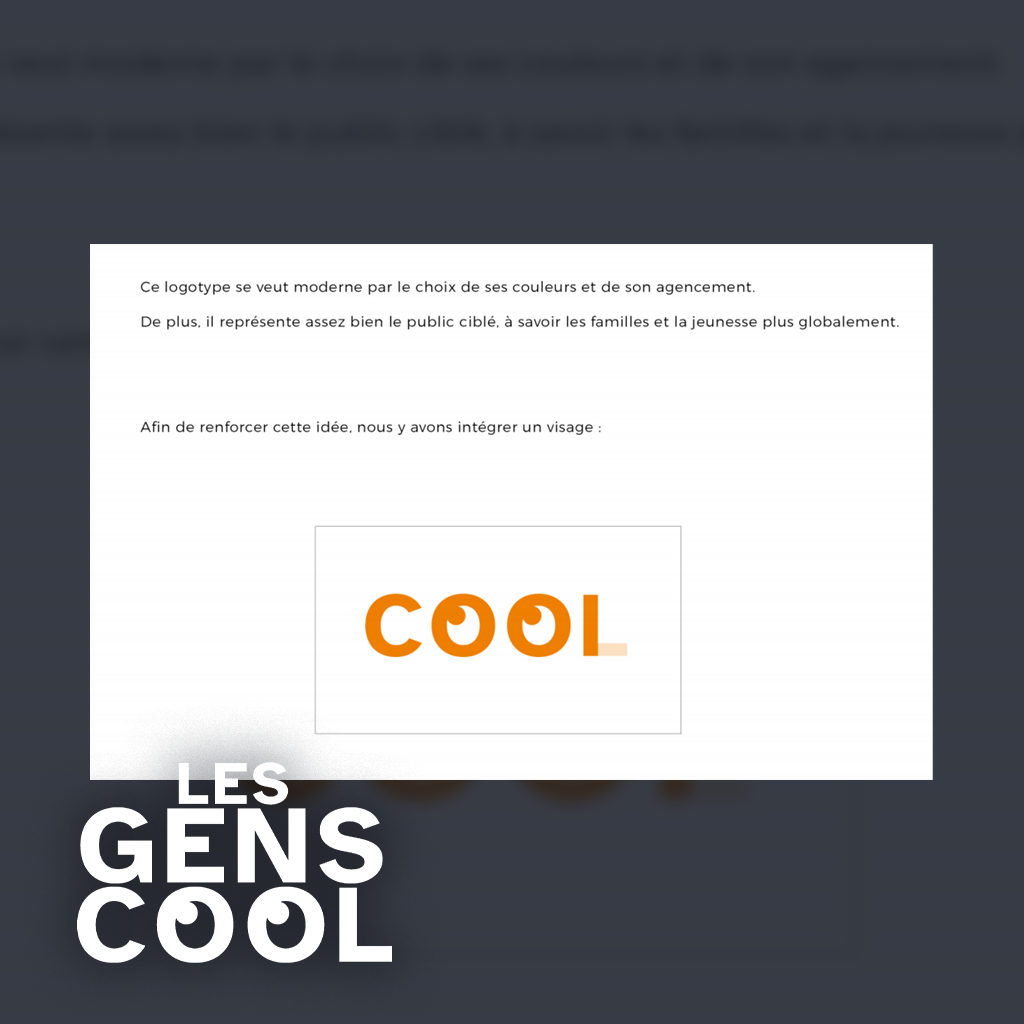 Ce logotype se veut moderne par le choix de ses couleurs et de son agencement.
De plus, il représente assez bien le public ciblé, à savoir les familles et la jeunesse plus globalement.
Afin de renforcer cette idée, nous y avons intégrer un visage :
COOL
LES
GENS
COOL